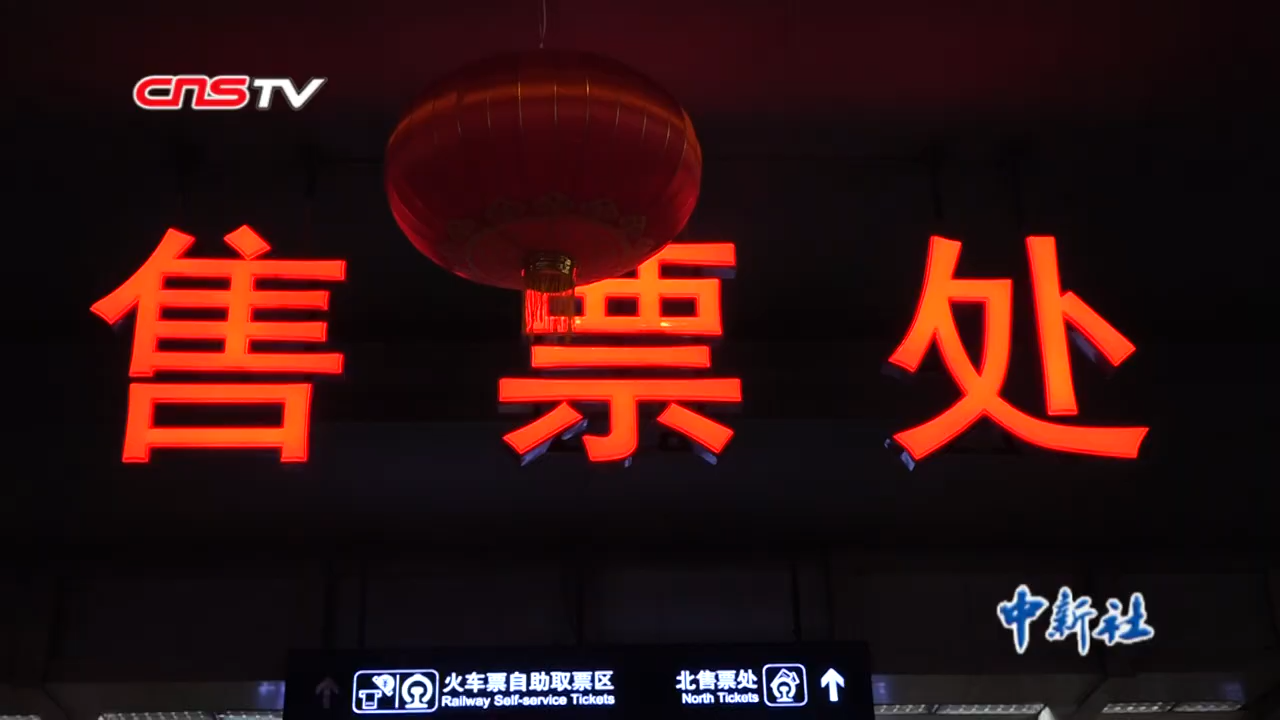 CNSTV
售票处
中新社
火车票自助取票区
Railway Self-service Tickets
北售票处
North Tickets